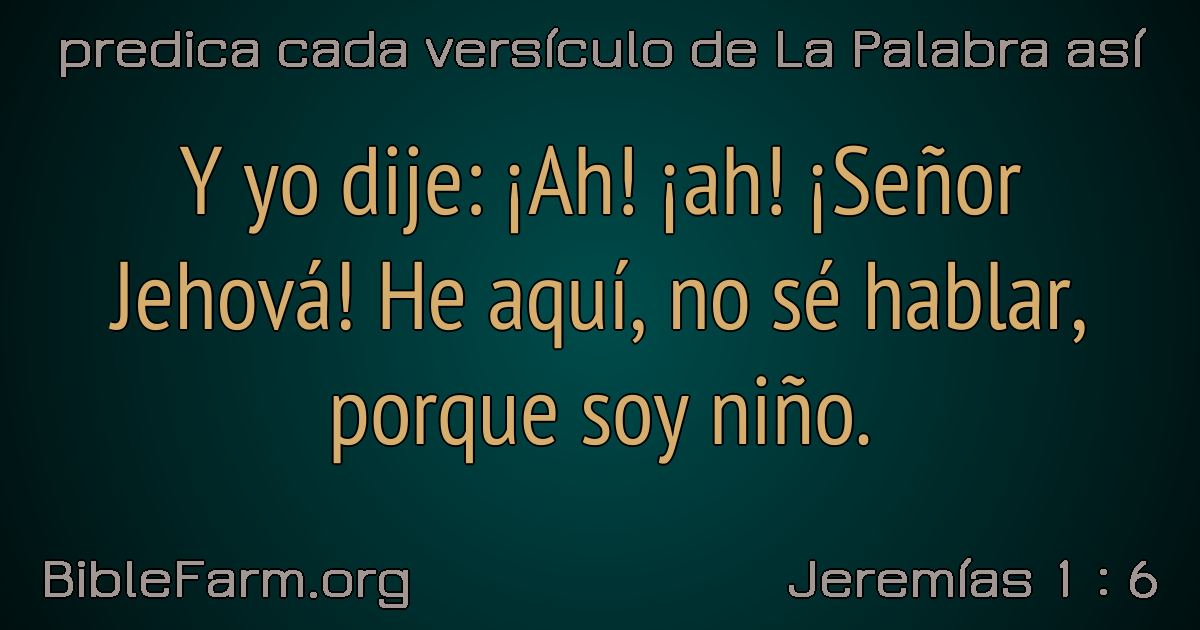 predica cada versículo de La Palabra así
Y yo dije: ¡Ah! ¡ah! ¡Señor
Jehová! He aquí, no sé hablar,
porque soy niño.
BibleFarm.org
Jeremías 1 : 6